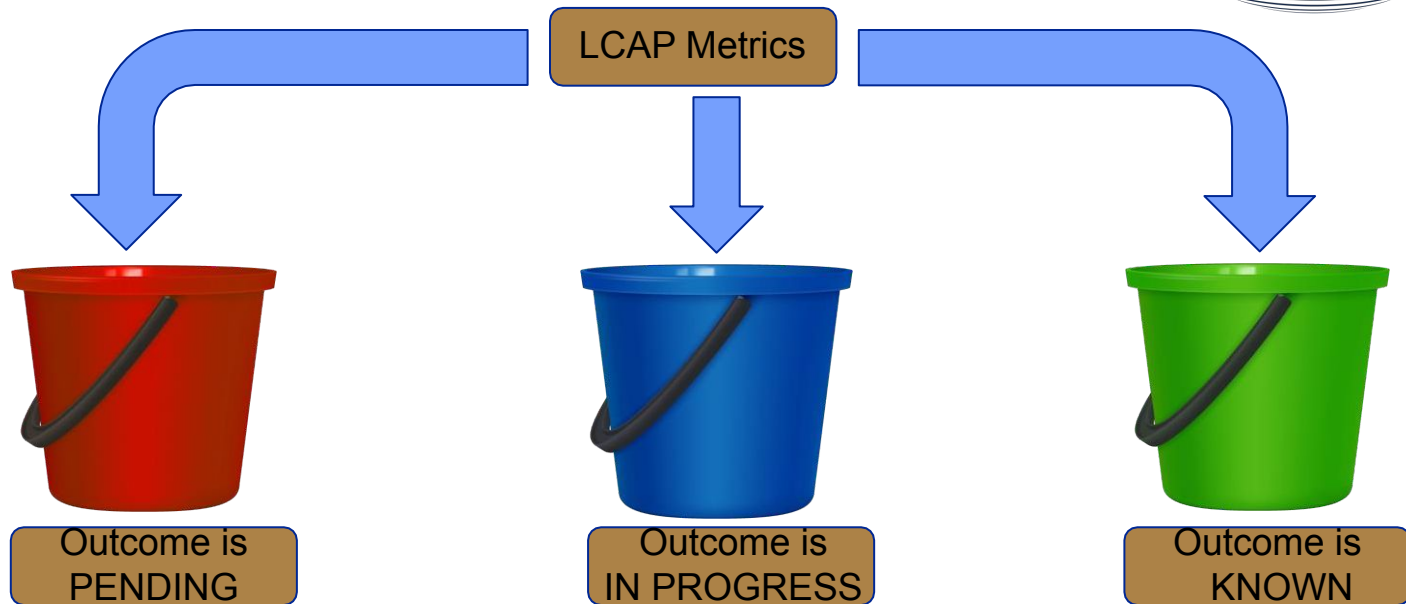 LCAP Metrics
Outcome is
PENDING
Outcome is
IN PROGRESS
Outcome is
KNOWN